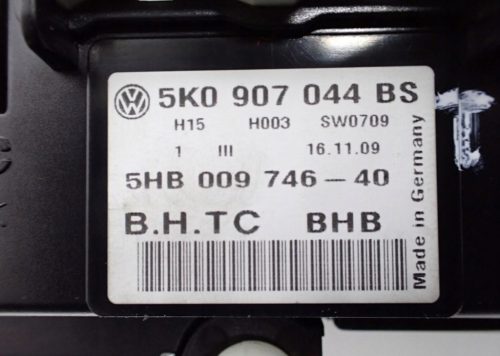 5K0 907 044 BS
H15 H003 SW0709
1 III 16.11.09
5HB 009 746-40
B.H.TC BHB
Made in Germany